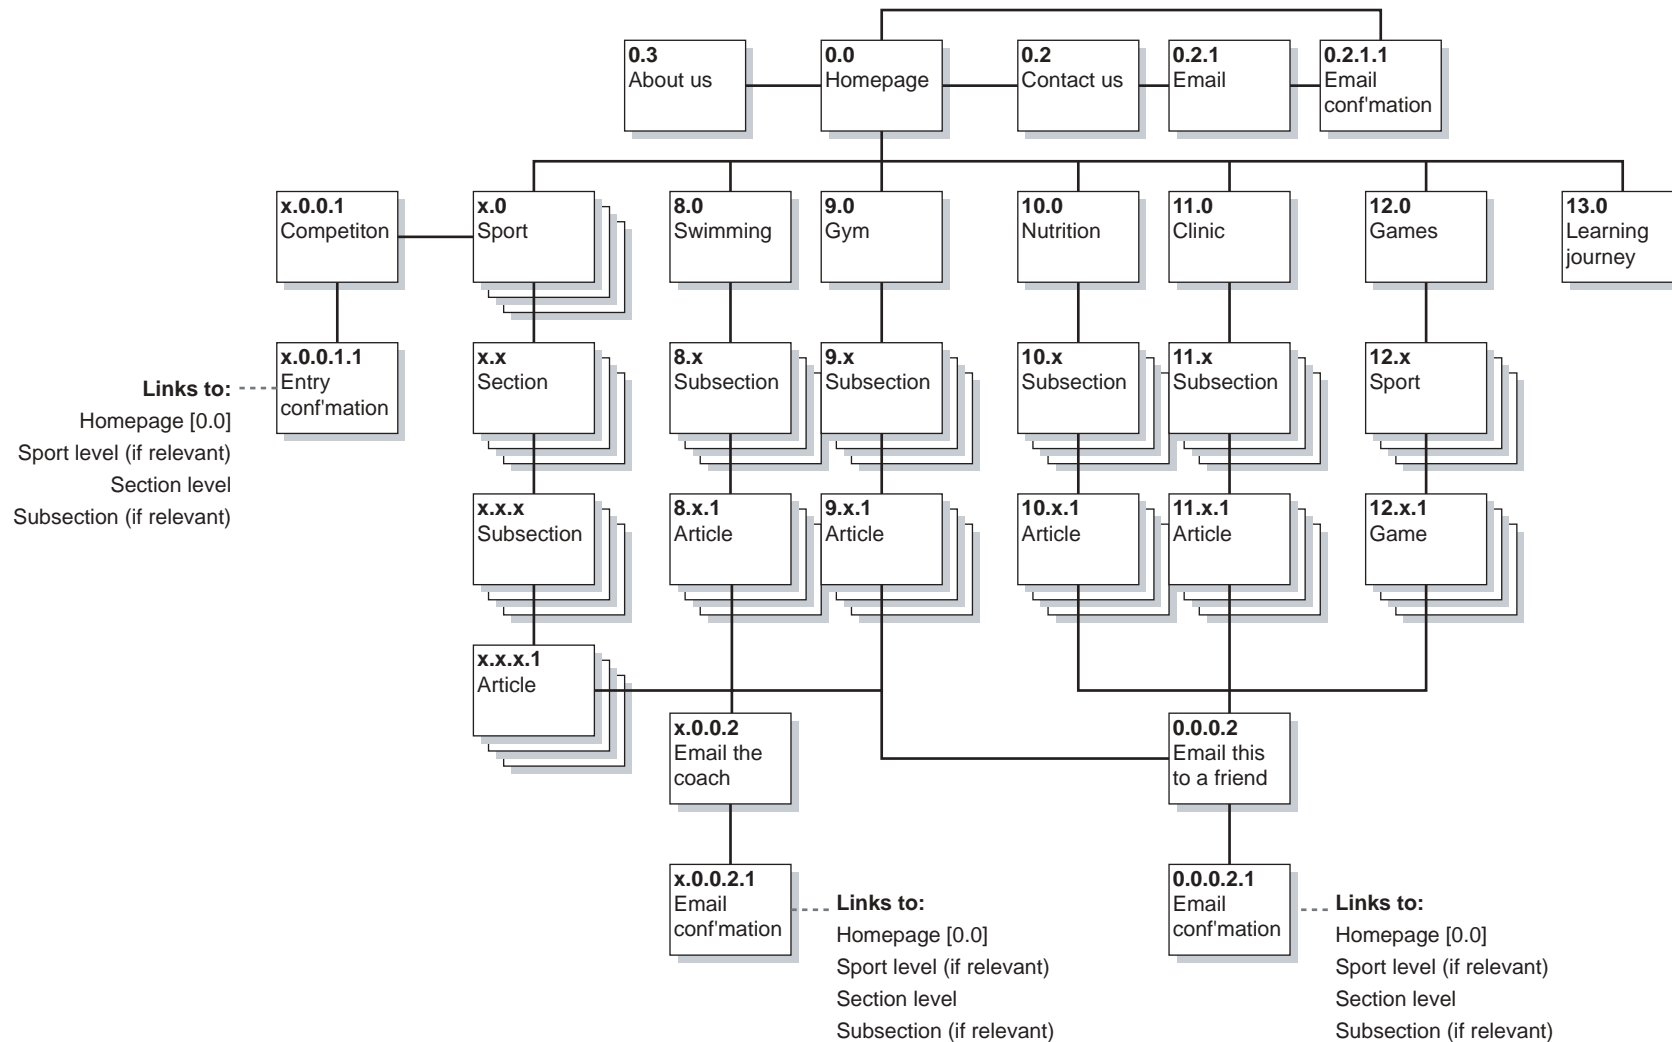 0.3
About us
0.0
Homepage
0.2
Contact us
0.2.1
Email
0.2.1.1
Email
conf'mation
x.0.0.1
Competiton
x.0
Sport
8.0
Swimming
9.0
Gym
10.0
Nutrition
11.0
Clinic
12.0
Games
13.0
Learning
journey
x.0.0.1.1
Entry
conf'mation
Links to:
Homepage [0.0]
Sport level (if relevant)
Section level
Subsection (if relevant)
x.x
Section
8.x
Subsection
9.x
Subsection
10.x
Subsection
11.x
Subsection
12.x
Sport
x.x.x
Subsection
8.x.1
Article
9.x.1
Article
10.x.1
Article
11.x.1
Article
12.x.1
Game
x.x.x.1
Article
x.0.0.2
Email the
coach
0.0.0.2
Email this
to a friend
x.0.0.2.1
Email
conf'mation
Links to:
Homepage [0.0]
Sport level (if relevant)
Section level
Subsection (if relevant)
0.0.0.2.1
Email
conf'mation
Links to:
Homepage [0.0]
Sport level (if relevant)
Section level
Subsection (if relevant)